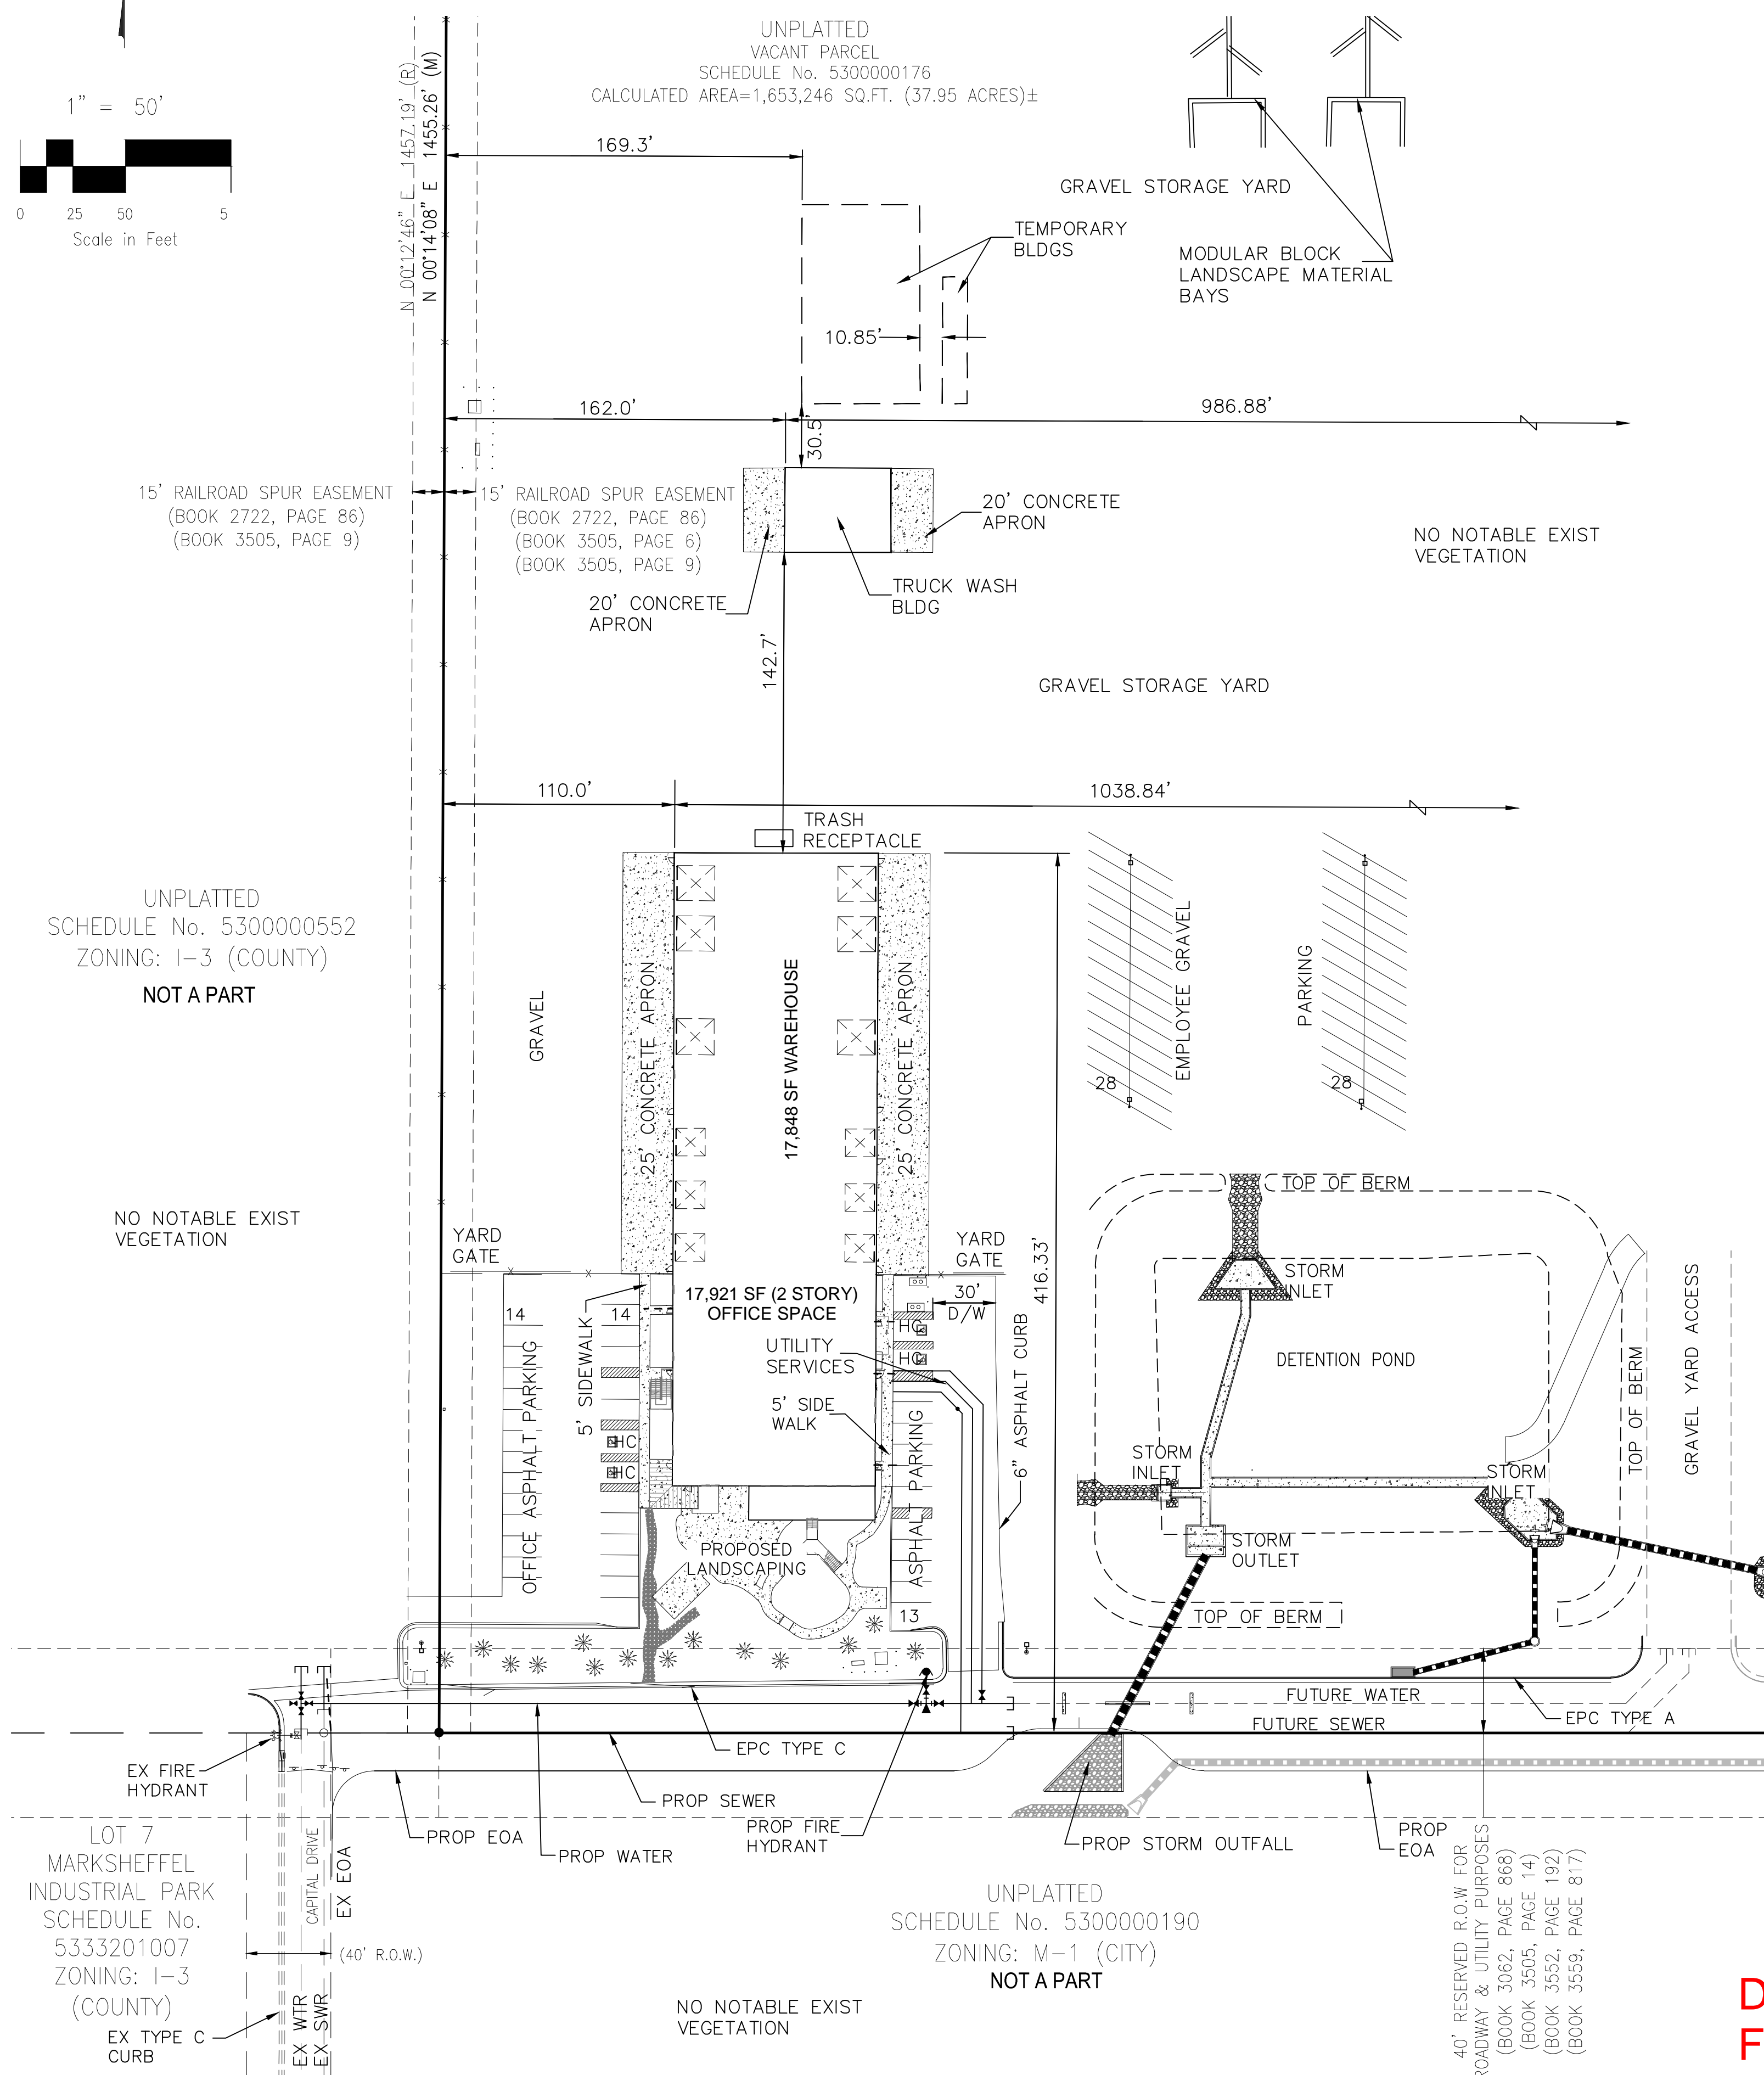 1" = 50'
0 25 50 5
Scale in Feet
N 00°12'46" E 1457.19' (R)
N 00°14'08" E 1455.26' (M)
UNPLATTED
VACANT PARCEL
SCHEDULE No. 5300000176
CALCULATED AREA=1,653,246 SQ.FT. (37.95 ACRES)±
169.3'
GRAVEL STORAGE YARD
TEMPORARY
BLDGS
MODULAR BLOCK
LANDSCAPE MATERIAL
BAYS
10.85'
162.0'
986.88'
30.5'
15' RAILROAD SPUR EASEMENT
(BOOK 2722, PAGE 86)
(BOOK 3505, PAGE 9)
15' RAILROAD SPUR EASEMENT
(BOOK 2722, PAGE 86)
(BOOK 3505, PAGE 6)
(BOOK 3505, PAGE 9)
20' CONCRETE
APRON
NO NOTABLE EXIST
VEGETATION
20' CONCRETE
APRON
TRUCK WASH
BLDG
142.7'
GRAVEL STORAGE YARD
110.0'
1038.84'
TRASH
RECEPTACLE
UNPLATTED
SCHEDULE No. 5300000552
ZONING: I-3 (COUNTY)
NOT A PART
GRAVEL
25' CONCRETE APRON
17,848 SF WAREHOUSE
25' CONCRETE APRON
EMPLOYEE GRAVEL
PARKING
28
28
NO NOTABLE EXIST
VEGETATION
YARD
GATE
YARD
GATE
416.33'
TOP OF BERM
STORM
INLET
17,921 SF (2 STORY)
OFFICE SPACE
30'
D/W
14
14
HC
HC
UTILITY
SERVICES
5' SIDEWALK
OFFICE ASPHALT PARKING
5' SIDE
WALK
ASPHALT PARKING
6" ASPHALT CURB
DETENTION POND
TOP OF BERM
GRAVEL YARD ACCESS
HC
HC
STORM
INLET
STORM
INLET
STORM
OUTLET
PROPOSED
LANDSCAPING
13
TOP OF BERM
FUTURE WATER
FUTURE SEWER
EPC TYPE A
EPC TYPE C
EX FIRE
HYDRANT
PROP SEWER
PROP FIRE
HYDRANT
PROP EOA
PROP WATER
PROP STORM OUTFALL
PROP
EOA
LOT 7
MARKSHEFFEL
INDUSTRIAL PARK
SCHEDULE No.
5333201007
ZONING: I-3
(COUNTY)
CAPITAL DRIVE
EX EOA
(40' R.O.W.)
EX WTR
EX SWR
EX TYPE C
CURB
UNPLATTED
SCHEDULE No. 5300000190
ZONING: M-1 (CITY)
NOT A PART
NO NOTABLE EXIST
VEGETATION
40' RESERVED R.O.W FOR
ROADWAY & UTILITY PURPOSES
(BOOK 3062, PAGE 868)
(BOOK 3505, PAGE 14)
(BOOK 3552, PAGE 192)
(BOOK 3559, PAGE 817)
D
F